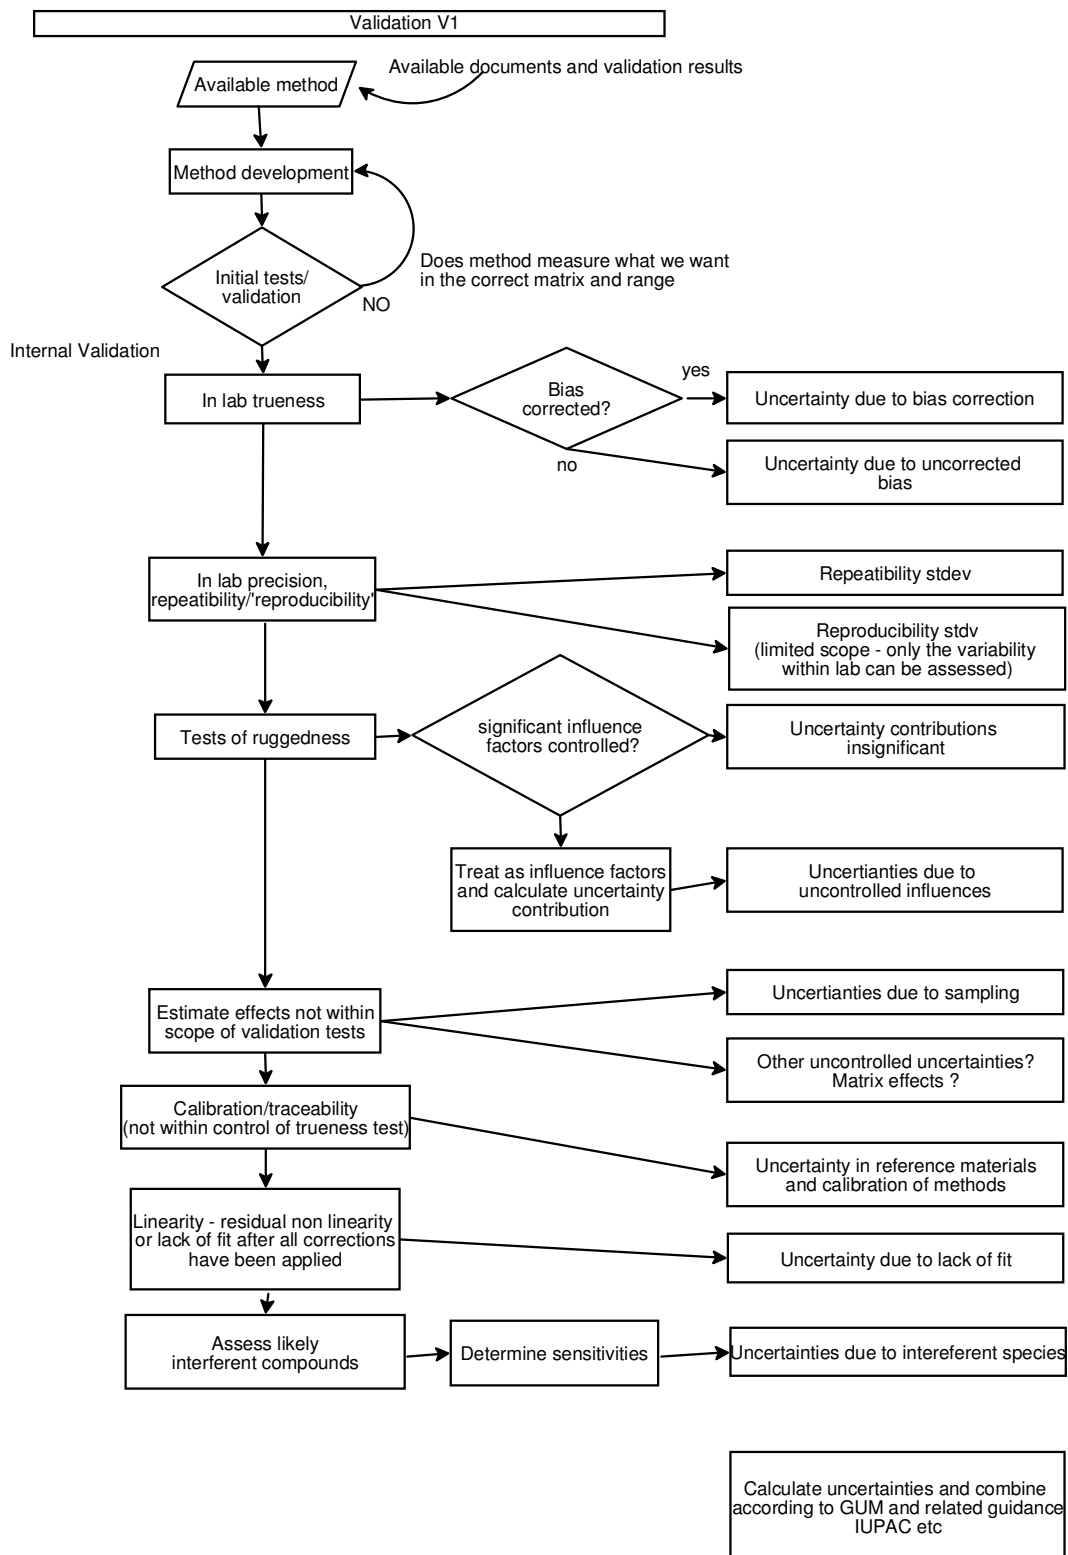 Validation V1
Available documents and validation results
Available method
Method development
Does method measure what we want
in the correct matrix and range
Initial tests/
validation
NO
Internal Validation
In lab trueness
Bias
corrected?
yes
Uncertainty due to bias correction
no
Uncertainty due to uncorrected
bias
In lab precision,
repeatibility/'reproducibility'
Repeatibility stdev
Reproducibility stdv
(limited scope - only the variability
within lab can be assessed)
Tests of ruggedness
significant influence
factors controlled?
Uncertainty contributions
insignificant
Treat as influence factors
and calculate uncertainty
contribution
Uncertianties due to
uncontrolled influences
Estimate effects not within
scope of validation tests
Uncertianties due to sampling
Other uncontrolled uncertainties?
Matrix effects ?
Calibration/traceability
(not within control of trueness test)
Uncertainty in reference materials
and calibration of methods
Linearity - residual non linearity
or lack of fit after all corrections
have been applied
Uncertainty due to lack of fit
Assess likely
interferent compounds
Determine sensitivities
Uncertainties due to intereferent species
Calculate uncertainties and combine
according to GUM and related guidance
IUPAC etc